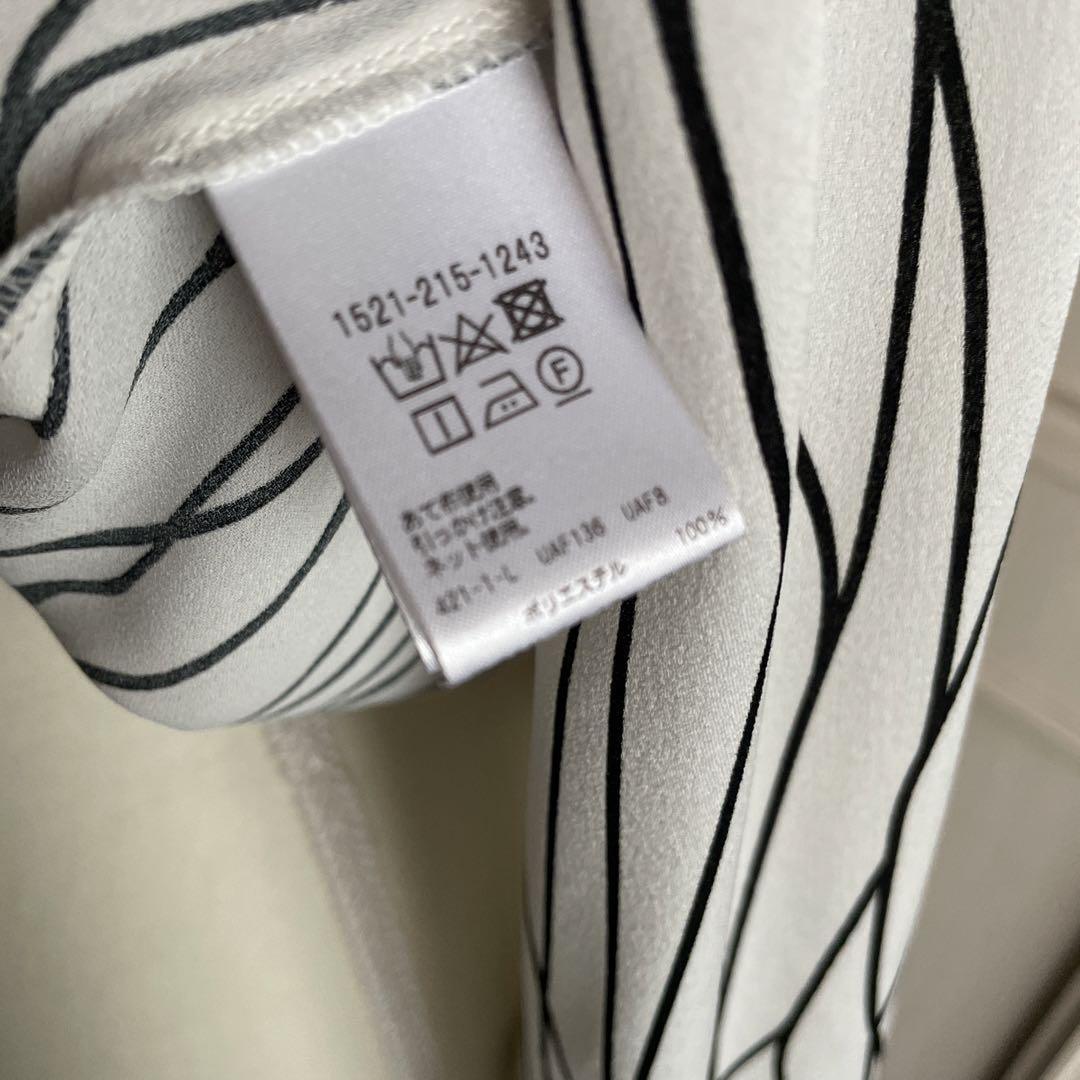 1521-215-1243
F
あて布使用
引っかけ注意。
ネット使用。
421-1-L UAF136 UAF8
ポリエステル 100%